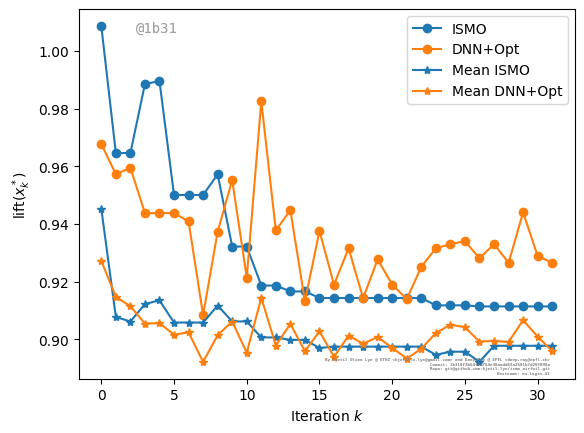 @1b31
ISMO
DNN+Opt
Mean ISMO
Mean DNN+Opt
lift(x_k^*)
1.00
0.98
0.96
0.94
0.92
0.90
0 5 10 15 20 25 30
Iteration k